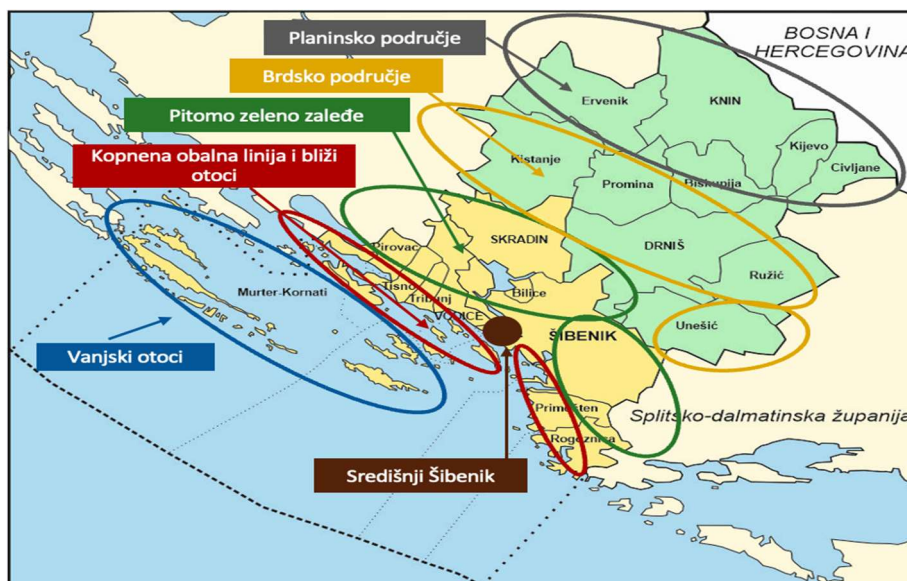 Planinsko područje
BOSNA I
HERCEGOVINA
Brdsko područje
Ervenik
KNIN
Pitomo zeleno zaleđe
Kopnena obalna linija i bliži
otoci
Kijevo
Civljane
Kistanje
Promina
Biskupija
SKRADIN
DRNIŠ
Pirovac
Ružić
Murter-Kornati
Tisno
Tribunj
Bilice
VODICE
Unešić
ŠIBENIK
Vanjski otoci
Primošten
Splitsko-dalmatinska županija
Rogoznica
Središnji Šibenik